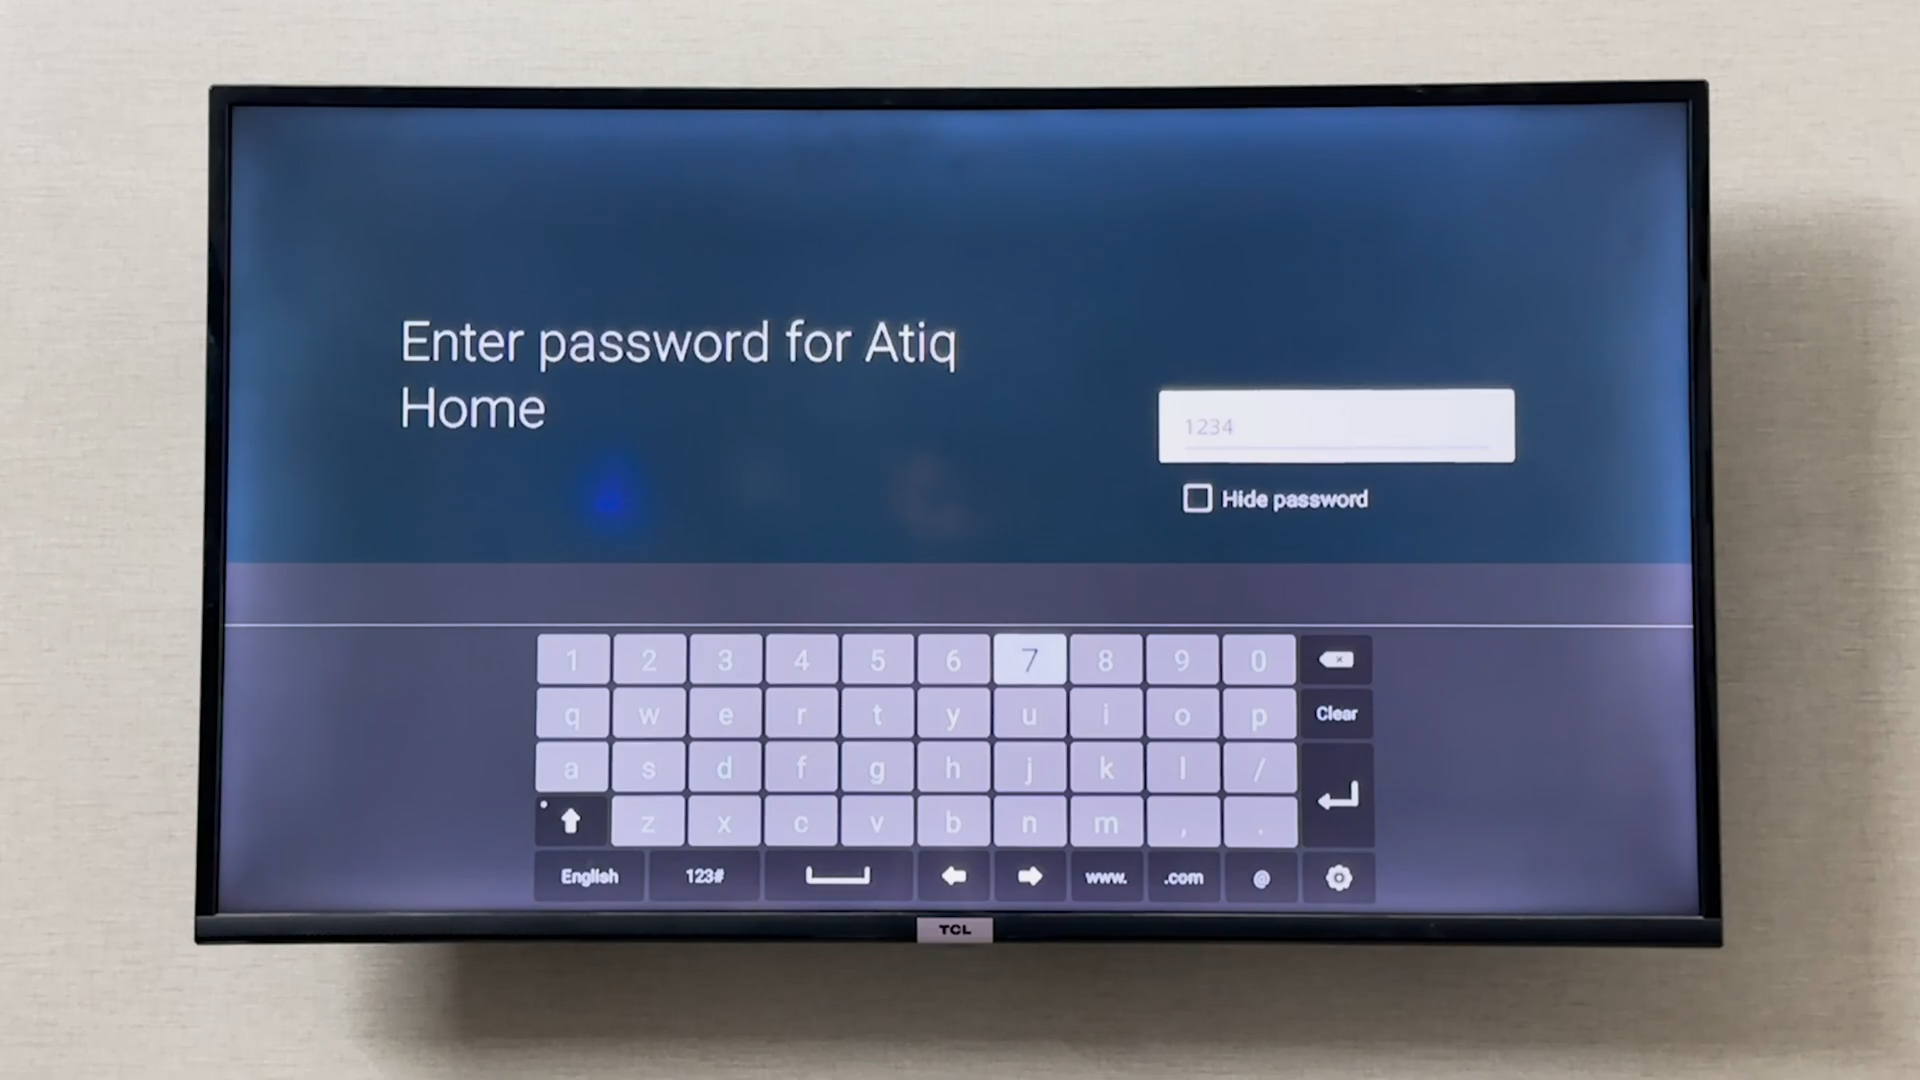 Enter password for Atiq
Home
1234
Hide password
1 2 3 4 5 6 7 8 9 0
q w e r t y u i o p Clear
a s d f g h j k l /
z x c v b n m , .
English 123# www. .com @
TCL